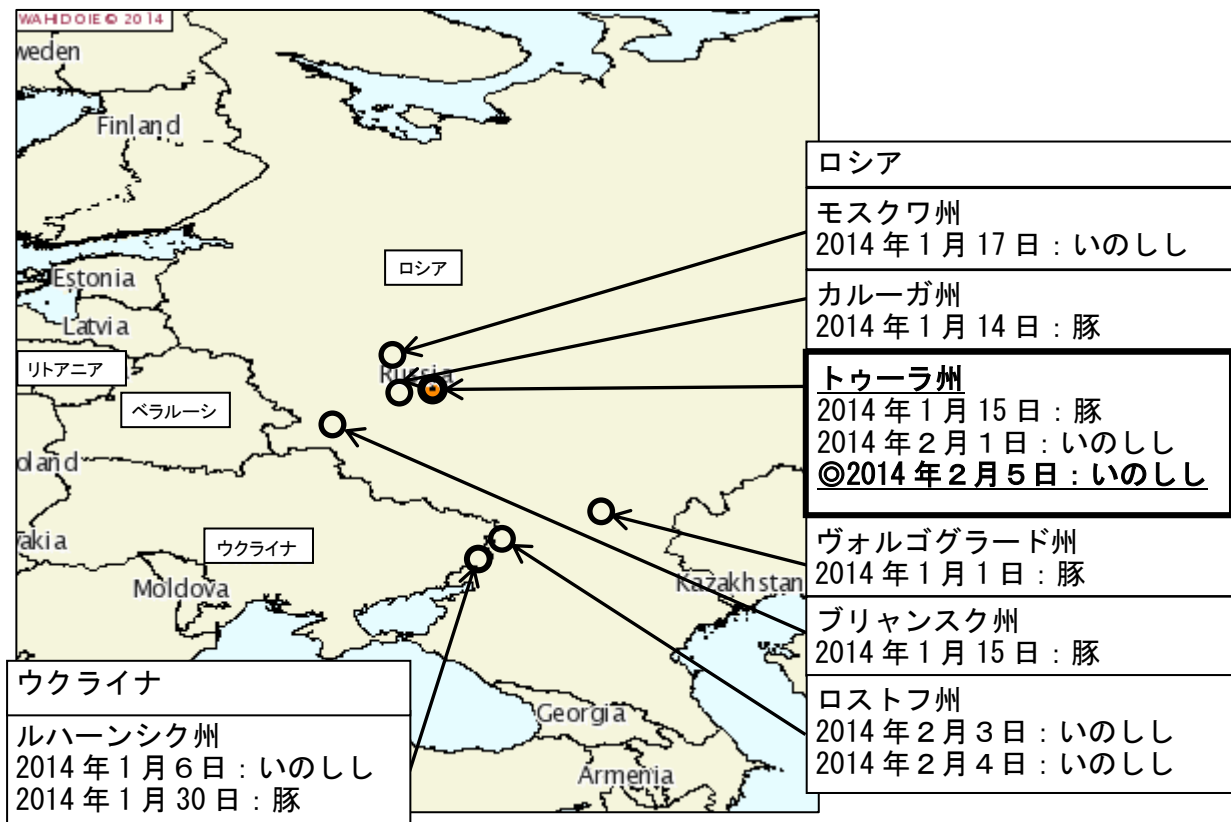 WAHDOIE © 2014
weden
Finland
Estonia
Latvia
リトアニア
ベラルーシ
ロシア
Russia
oland
akia
ウクライナ
Moldova
Kazakhstan
Georgia
Armenia
ロシア
モスクワ州
2014年1月17日：いのしし
カルーガ州
2014年1月14日：豚
トゥーラ州
2014年1月15日：豚
2014年２月１日：いのしし
◎2014年２月５日：いのしし
ヴォルゴグラード州
2014年1月1日：豚
ブリャンスク州
2014年1月15日：豚
ロストフ州
2014年２月３日：いのしし
2014年２月４日：いのしし
ウクライナ
ルハーンシク州
2014年1月６日：いのしし
2014年1月30日：豚